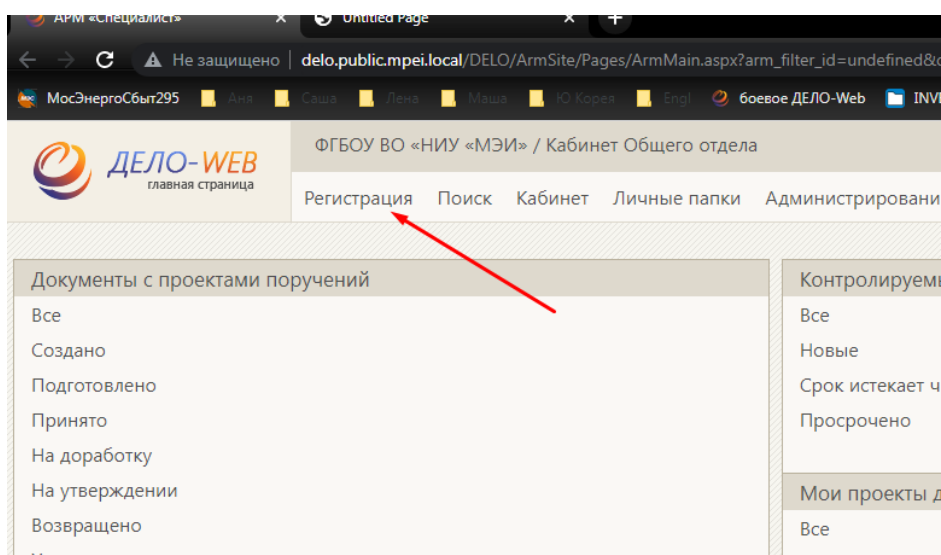 АРМ «Специалист»
Untitled Page
Не защищено
delo.public.mpei.local/DELO/ArmSite/Pages/ArmMain.aspx?arm_filter_id=undefined&
МосЭнергоСбыт295
Аня
Саша
Лена
Маша
Ю Корея
Engl
боевое ДЕЛО-Web
INV
ДЕЛО-WEB
главная страница
ФГБОУ ВО «НИУ «МЭИ» / Кабинет Общего отдела
Регистрация Поиск Кабинет Личные папки Администрировани
Документы с проектами поручений
Все
Создано
Подготовлено
Принято
На доработку
На утверждении
Возвращено
Контролируемы
Все
Новые
Срок истекает ч
Просрочено
Мои проекты д
Все